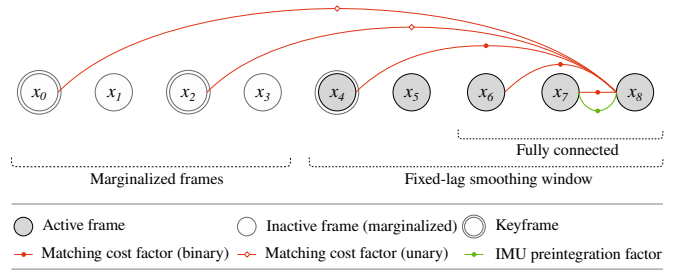 x0 x1 x2 x3 x4 x5 x6 x7 x8
Fully connected
Marginalized frames Fixed-lag smoothing window
Active frame Inactive frame (marginalized) Keyframe
Matching cost factor (binary) Matching cost factor (unary) IMU preintegration factor